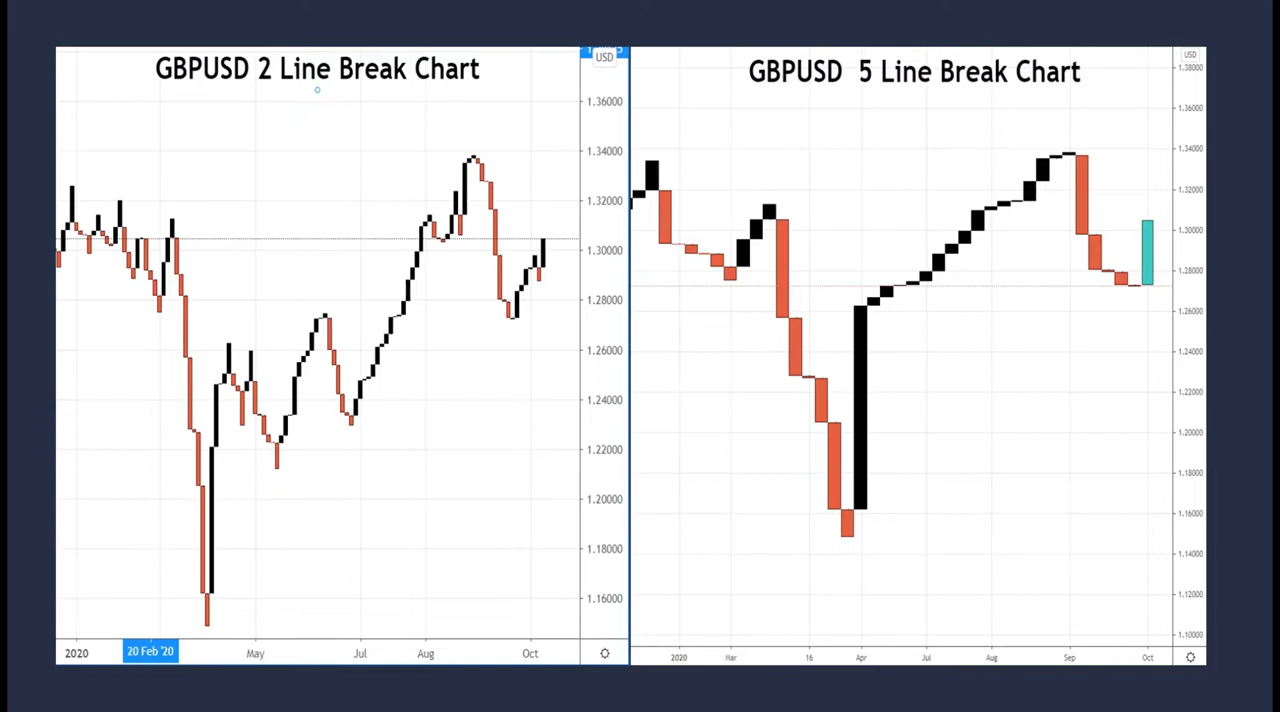 GBPUSD 2 Line Break Chart
USD
1.36000
1.34000
1.32000
1.30000
1.28000
1.26000
1.24000
1.22000
1.20000
1.18000
1.16000
2020
20 Feb '20
May
Jul
Aug
Oct
GBPUSD 5 Line Break Chart
USD
1.38000
1.36000
1.34000
1.32000
1.30000
1.28000
1.26000
1.24000
1.22000
1.20000
1.18000
1.16000
1.14000
1.12000
1.10000
2020
Mar
16
Apr
Jul
Aug
Sep
Oct